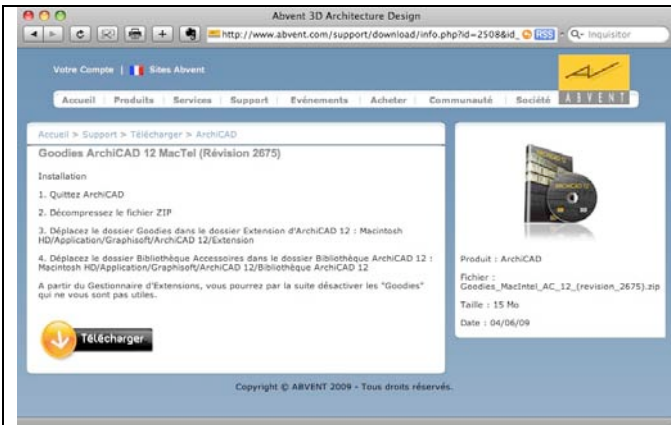 Abvent 3D Architecture Design
http://www.abvent.com/support/download/info.php?id=2508&id_
RSS
Inquisitor
Votre Compte | Sites Abvent
ABVENT
Accueil Produits Services Support Evénements Acheter Communauté Société
Accueil > Support > Télécharger > ArchiCAD
Goodies ArchiCAD 12 MacTel (Révision 2675)
Installation
1. Quittez ArchiCAD
2. Décompressez le fichier ZIP
3. Déplacez le dossier Goodies dans le dossier Extension d'ArchiCAD 12 : Macintosh
HD/Application/Graphisoft/ArchiCAD 12/Extension
4. Déplacez le dossier Bibliothèque Accessoires dans le dossier Bibliothèque ArchiCAD 12 :
Macintosh HD/Application/Graphisoft/ArchiCAD 12/Bibliothèque ArchiCAD 12
A partir du Gestionnaire d'Extensions, vous pourrez par la suite désactiver les "Goodies"
qui ne vous sont pas utiles.
Télécharger
ARCHICAD 12
Produit : ArchiCAD
Fichier :
Goodies_MacIntel_AC_12_(revision_2675).zip
Taille : 15 Mo
Date : 04/06/09
Copyright © ABVENT 2009 - Tous droits réservés.